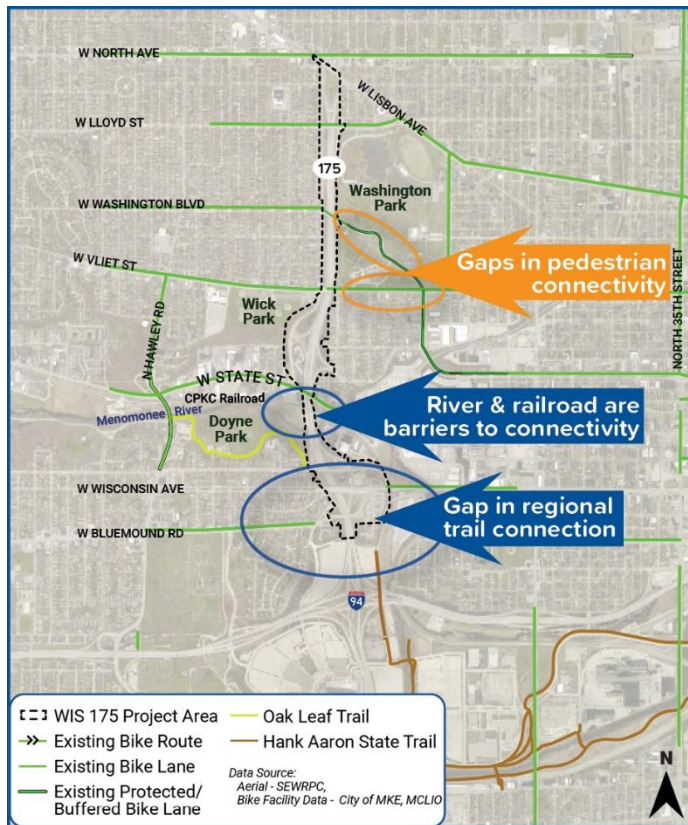 W NORTH AVE
W LISBON AVE
W LLOYD ST
175
Washington
Park
W WASHINGTON BLVD
W VLIET ST
Gaps in pedestrian
connectivity
NORTH 35TH STREET
Wick
Park
N HAWLEY RD
W STATE ST
CPKC Railroad
Menomonee River
Doyne
Park
River & railroad are
barriers to connectivity
W WISCONSIN AVE
Gap in regional
trail connection
W BLUEMOUND RD
94
WIS 175 Project Area
Existing Bike Route
Existing Bike Lane
Existing Protected/
Buffered Bike Lane
Oak Leaf Trail
Hank Aaron State Trail
Data Source:
Aerial - SEWRPC,
Bike Facility Data - City of MKE, MCLIO
N